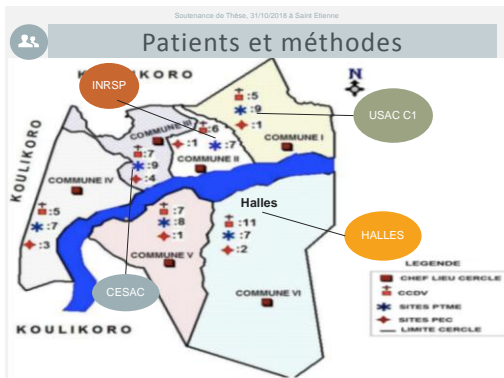 Soutenance de Thèse, 31/10/2018 à Saint Etienne
Patients et méthodes
KOULIKORO
INRSP
N
:5
:9
:1
USAC C1
COMMUNE I
COMMUNE III
:6
:7
:1
COMMUNE II
:7
:9
:4
KOULIKORO
COMMUNE IV
:5
:7
:3
:7
:8
:1
COMMUNE V
Halles
:11
:7
:2
HALLES
CESAC
COMMUNE VI
KOULIKORO
LEGENDE
CHEF LIEU CERCLE
CCDV
SITES PTME
SITES PEC
LIMITE CERCLE